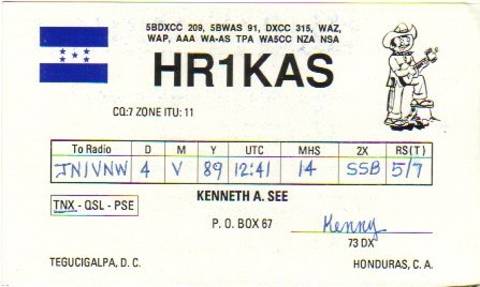 5BDXCC 209, 5BWAS 91, DXCC 315, WAZ,
WAP, AAA WA-AS TPA WA5CC NZA NSA
HR1KAS
CQ:7 ZONE ITU: 11
To Radio D M Y UTC MHS 2X RS(T)
JN1VNW 4 V 89 12:41 14 SSB 5/7
TNX - QSL - PSE
KENNETH A. SEE
P. O. BOX 67
Kenny
73 DX
TEGUCIGALPA, D. C.
HONDURAS, C. A.